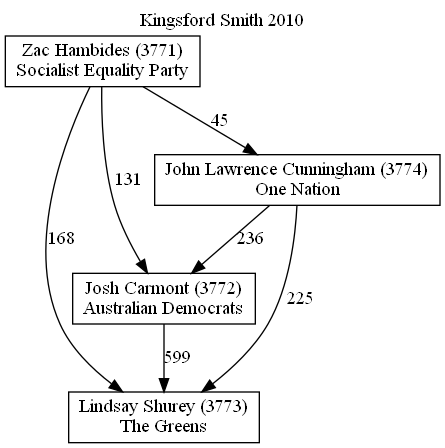 Kingsford Smith 2010
Zac Hambides (3771)
Socialist Equality Party
45
John Lawrence Cunningham (3774)
One Nation
131
168
236
225
Josh Carmont (3772)
Australian Democrats
599
Lindsay Shurey (3773)
The Greens